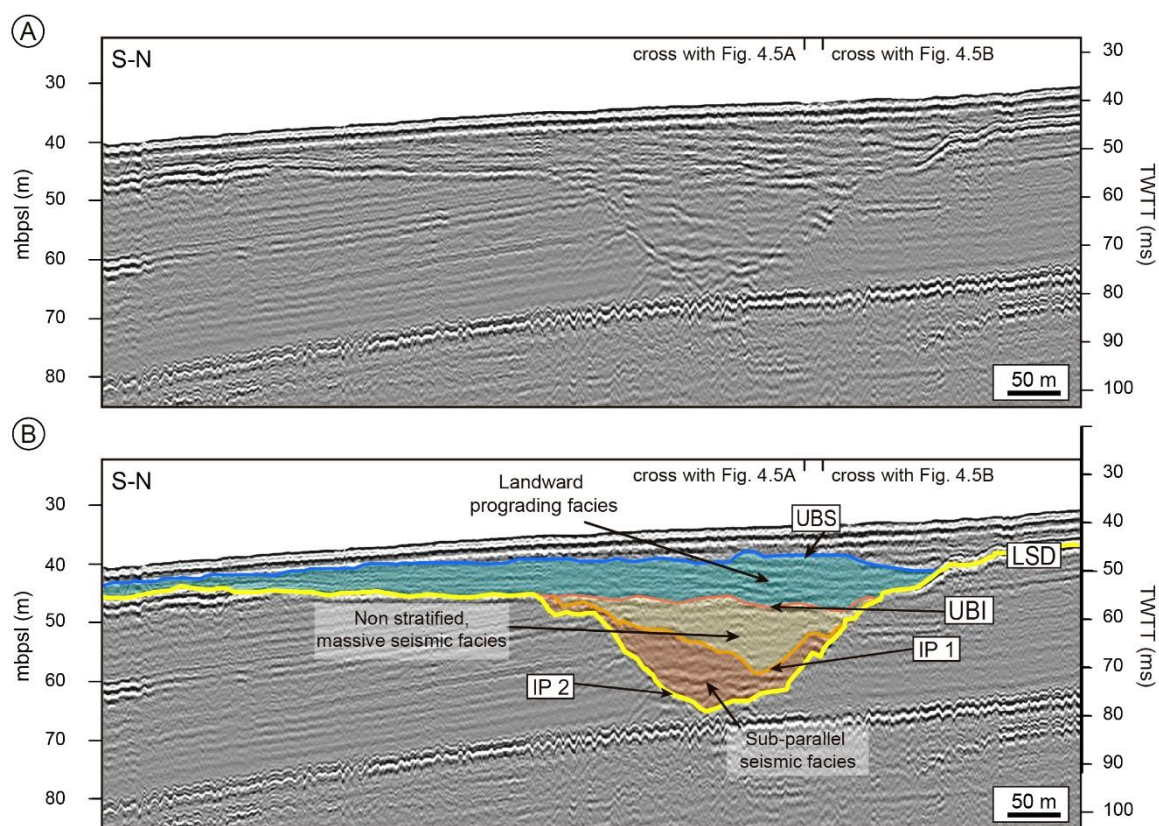 A
S-N
cross with Fig. 4.5A
cross with Fig. 4.5B
30
40
50
60
70
80
mbpsl (m)
30
40
50
60
70
80
90
100
TWTT (ms)
50 m
B
S-N
Landward
prograding facies
cross with Fig. 4.5A
cross with Fig. 4.5B
UBS
LSD
UBI
Non stratified,
massive seismic facies
IP 1
IP 2
Sub-parallel
seismic facies
30
40
50
60
70
80
mbpsl (m)
30
40
50
60
70
80
90
100
TWTT (ms)
50 m